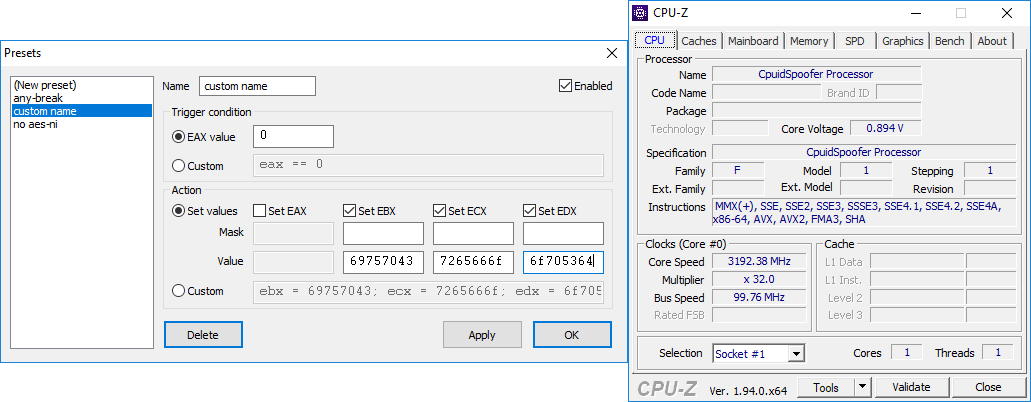 Presets
(New preset)
any-break
custom name
no aes-ni
Name custom name Enabled
Trigger condition
EAX value 0
Custom eax == 0
Action
Set values Set EAX Set EBX Set ECX Set EDX
Mask
Value 69757043 7265666f 6f705364
Custom ebx = 69757043; ecx = 7265666f; edx = 6f705
Delete Apply OK
CPU-Z
CPU Caches Mainboard Memory SPD Graphics Bench About
Processor
Name CpuidSpoofer Processor
Code Name Brand ID
Package
Technology Core Voltage 0.894 V
Specification CpuidSpoofer Processor
Family F Model 1 Stepping 1
Ext. Family Ext. Model Revision
Instructions MMX(+), SSE, SSE2, SSE3, SSSE3, SSE4.1, SSE4.2, SSE4A,
x86-64, AVX, AVX2, FMA3, SHA
Clocks (Core #0)
Core Speed 3192.38 MHz
Multiplier x 32.0
Bus Speed 99.76 MHz
Rated FSB
Cache
L1 Data
L1 Inst.
Level 2
Level 3
Selection Socket #1 Cores 1 Threads 1
CPU-Z Ver. 1.94.0.x64 Tools Validate Close